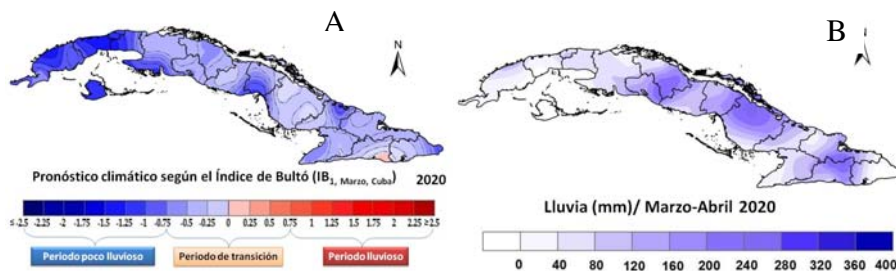 A
N
Pronóstico climático según el Índice de Bultó (IB1, Marzo, Cuba) 2020
≤-2.5 -2.25 -2 -1.5 -1.25 -1 -0.75 -0.5 -0.25 0 0.25 0.5 0.75 1 1.25 1.5 1.75 2 2.25 ≥2.5
Periodo poco lluvioso Periodo de transición Periodo lluvioso
B
Lluvia (mm)/ Marzo-Abril 2020
0 40 80 120 160 200 240 280 320 360 400